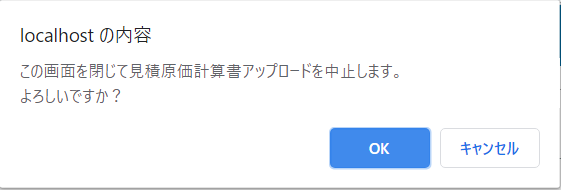 localhost の内容
この画面を閉じて見積原価計算書アップロードを中止します。
よろしいですか？
OK
キャンセル